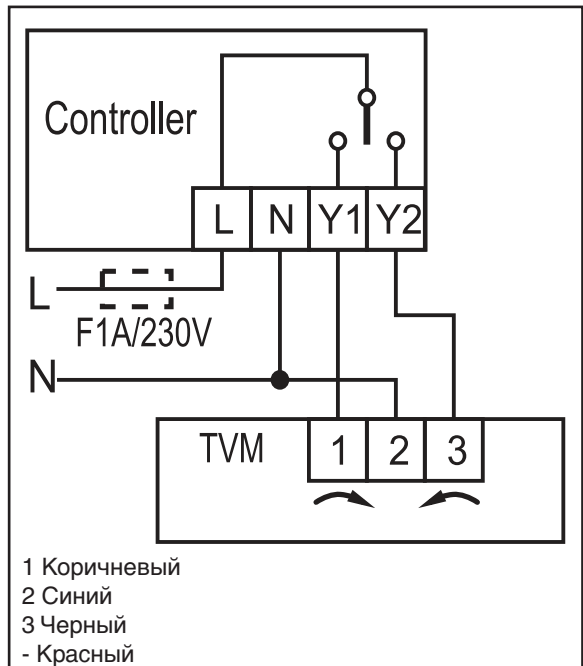 Controller
L N Y1 Y2
L
F1A/230V
N
TVM 1 2 3
1 Коричневый
2 Синий
3 Черный
- Красный